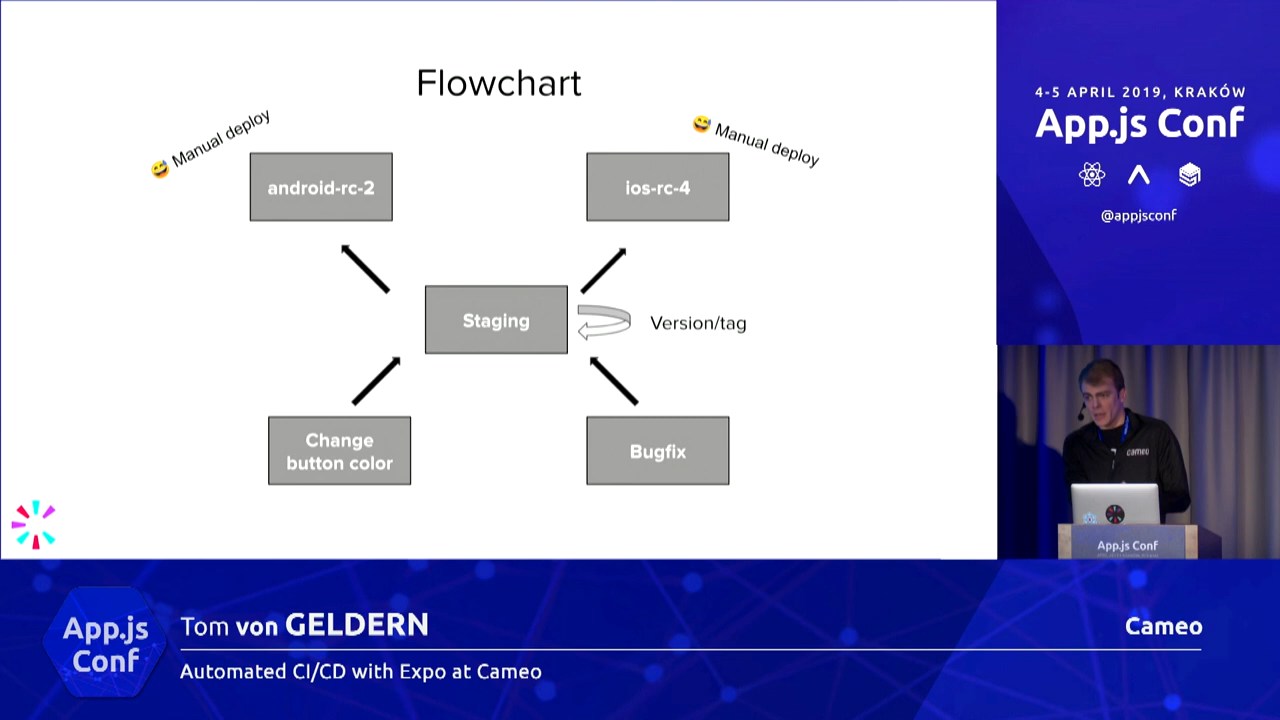 Flowchart
Manual deploy
Manual deploy
android-rc-2
ios-rc-4
Staging
Version/tag
Change
button color
Bugfix
4-5 APRIL 2019, KRAKÓW
App.js Conf
@appjsconf
cameo
App.js Conf
App.js
Conf
Tom von GELDERN
Cameo
Automated CI/CD with Expo at Cameo